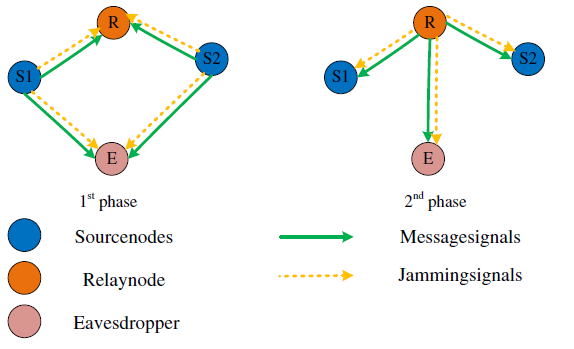 R
S1
S2
E
1st phase
R
S1
S2
E
2nd phase
Sourcenodes
Messagesignals
Relaynode
Jammingsignals
Eavesdropper